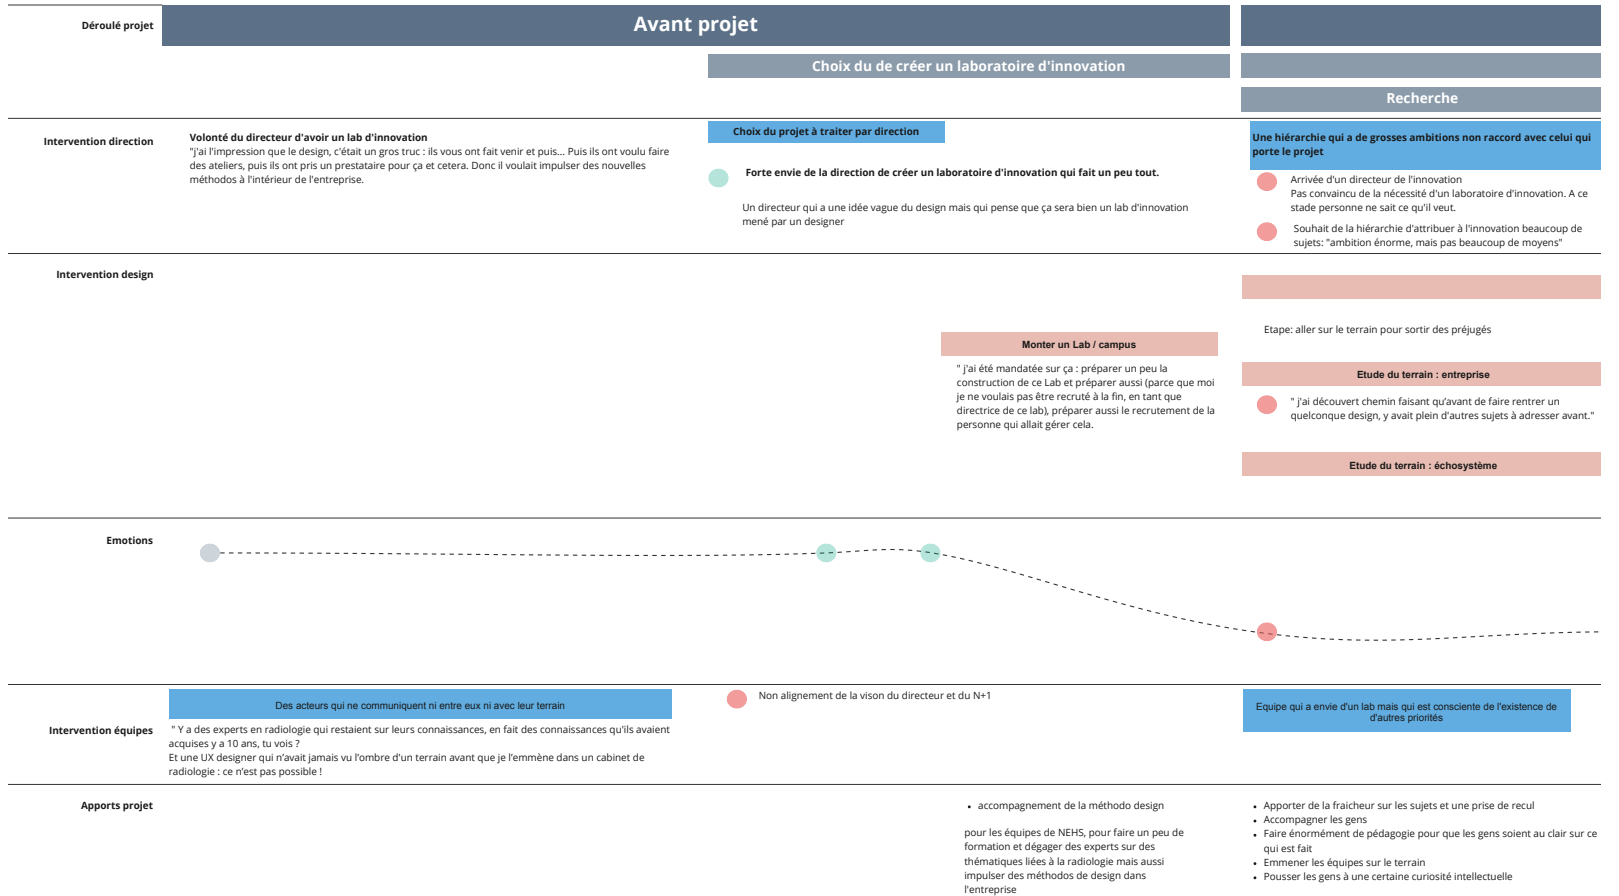 Déroulé projet
Avant projet
Choix du de créer un laboratoire d'innovation
Recherche
Intervention direction
Volonté du directeur d'avoir un lab d'innovation
"j'ai l'impression que le design, c'était un gros truc : ils vous ont fait venir et puis... Puis ils ont voulu faire
des ateliers, puis ils ont pris un prestataire pour ça et cetera. Donc il voulait impulser des nouvelles
méthodos à l'intérieur de l'entreprise.
Choix du projet à traiter par direction
Forte envie de la direction de créer un laboratoire d'innovation qui fait un peu tout.
Un directeur qui a une idée vague du design mais qui pense que ça sera bien un lab d'innovation
mené par un designer
Une hiérarchie qui a de grosses ambitions non raccord avec celui qui
porte le projet
Arrivée d'un directeur de l'innovation
Pas convaincu de la nécessité d'un laboratoire d'innovation. A ce
stade personne ne sait ce qu'il veut.
Souhait de la hiérarchie d'attribuer à l'innovation beaucoup de
sujets: "ambition énorme, mais pas beaucoup de moyens"
Intervention design
Monter un Lab / campus
" j'ai été mandatée sur ça : préparer un peu la
construction de ce Lab et préparer aussi (parce que moi
je ne voulais pas être recruté à la fin, en tant que
directrice de ce lab), préparer aussi le recrutement de la
personne qui allait gérer cela.
Etape: aller sur le terrain pour sortir des préjugés
Etude du terrain : entreprise
" j'ai découvert chemin faisant qu'avant de faire rentrer un
quelconque design, y avait plein d'autres sujets à adresser avant."
Etude du terrain : échosystème
Emotions
Intervention équipes
Des acteurs qui ne communiquent ni entre eux ni avec leur terrain
" Y a des experts en radiologie qui restaient sur leurs connaissances, en fait des connaissances qu'ils avaient
acquises y a 10 ans, tu vois ?
Et une UX designer qui n'avait jamais vu l'ombre d'un terrain avant que je l'emmène dans un cabinet de
radiologie : ce n'est pas possible !
Non alignement de la vison du directeur et du N+1
Equipe qui a envie d'un lab mais qui est consciente de l'existence de
d'autres priorités
Apports projet
• accompagnement de la méthodo design
pour les équipes de NEHS, pour faire un peu de
formation et dégager des experts sur des
thématiques liées à la radiologie mais aussi
impulser des méthodos de design dans
l'entreprise
• Apporter de la fraicheur sur les sujets et une prise de recul
• Accompagner les gens
• Faire énormément de pédagogie pour que les gens soient au clair sur ce
qui est fait
• Emmener les équipes sur le terrain
• Pousser les gens à une certaine curiosité intellectuelle